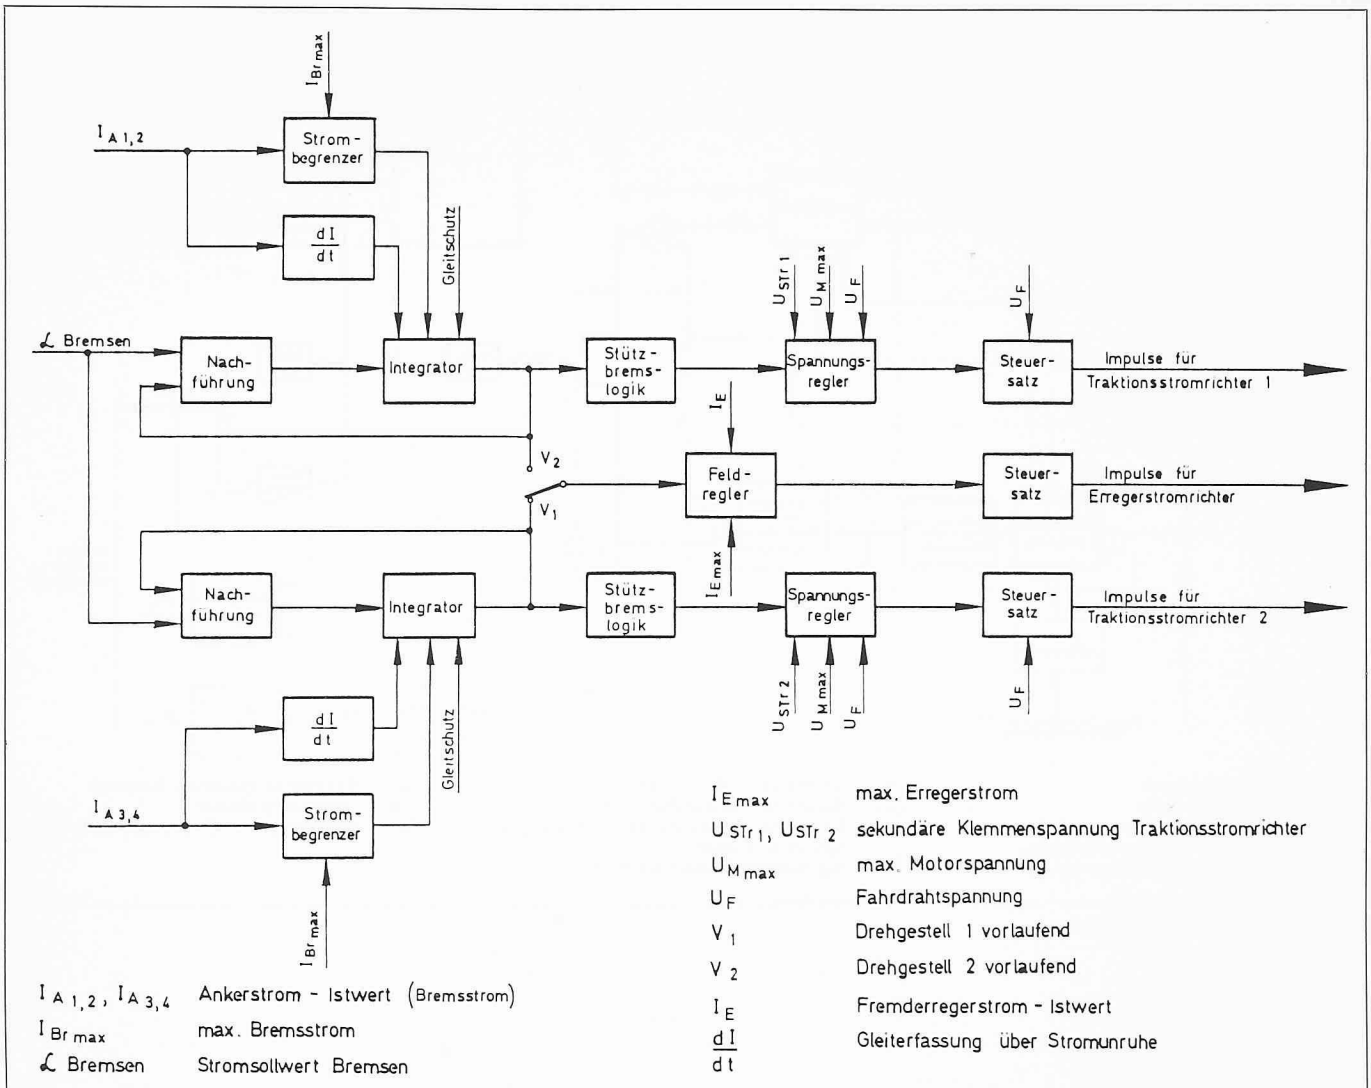 I Br max
I A 1,2
Strom-
begrenzer
dI
dt
Gleitschutz
U STr 1
U M max
U F
U F
ℒ Bremsen
Nach-
führung
Integrator
Stütz-
brems-
logik
Spannungs-
regler
Steuer-
satz
Impulse für
Traktionsstromrichter 1
I E
V 2
V 1
Feld-
regler
Steuer-
satz
Impulse für
Erregerstromrichter
I E max
Nach-
führung
Integrator
Stütz-
brems-
logik
Spannungs-
regler
Steuer-
satz
Impulse für
Traktionsstromrichter 2
U STr 2
U M max
U F
U F
dI
dt
Gleitschutz
I A 3,4
Strom-
begrenzer
I Br max
I A 1,2 , I A 3,4 Ankerstrom - Istwert (Bremsstrom)
I Br max max. Bremsstrom
ℒ Bremsen Stromsollwert Bremsen
I E max max. Erregerstrom
U STr 1, U STr 2 sekundäre Klemmenspannung Traktionsstromrichter
U M max max. Motorspannung
U F Fahrdrahtspannung
V 1 Drehgestell 1 vorlaufend
V 2 Drehgestell 2 vorlaufend
I E Fremderregerstrom - Istwert
dI
dt Gleiterfassung über Stromunruhe